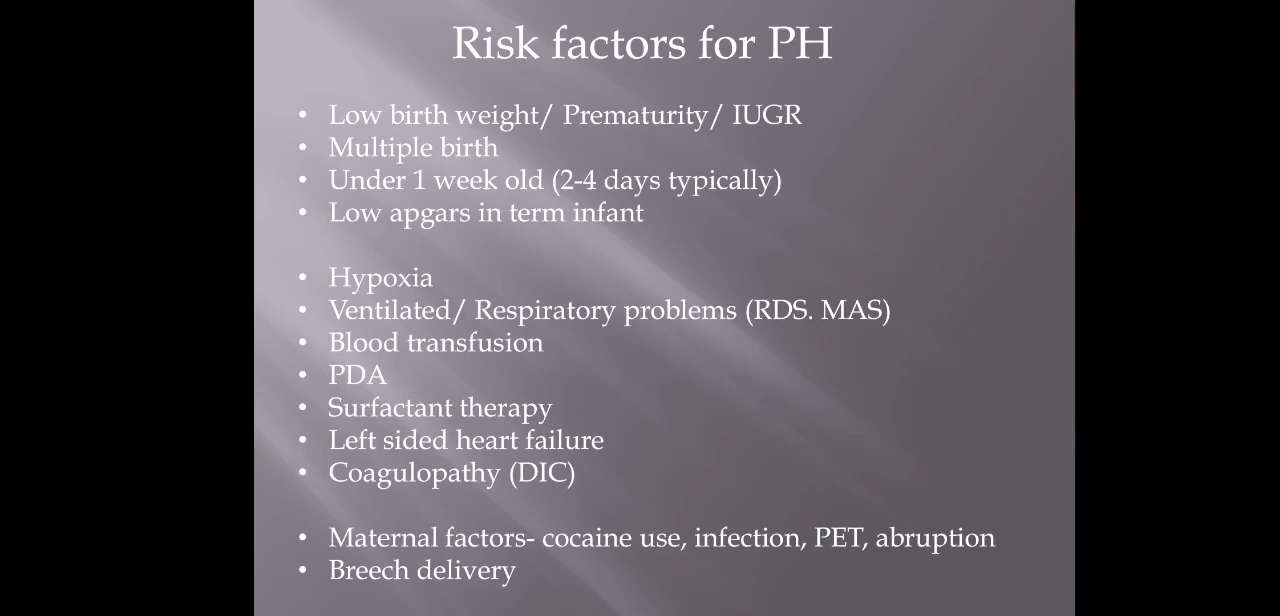 Risk factors for PH
• Low birth weight/ Prematurity/ IUGR
• Multiple birth
• Under 1 week old (2-4 days typically)
• Low apgars in term infant
• Hypoxia
• Ventilated/ Respiratory problems (RDS. MAS)
• Blood transfusion
• PDA
• Surfactant therapy
• Left sided heart failure
• Coagulopathy (DIC)
• Maternal factors- cocaine use, infection, PET, abruption
• Breech delivery